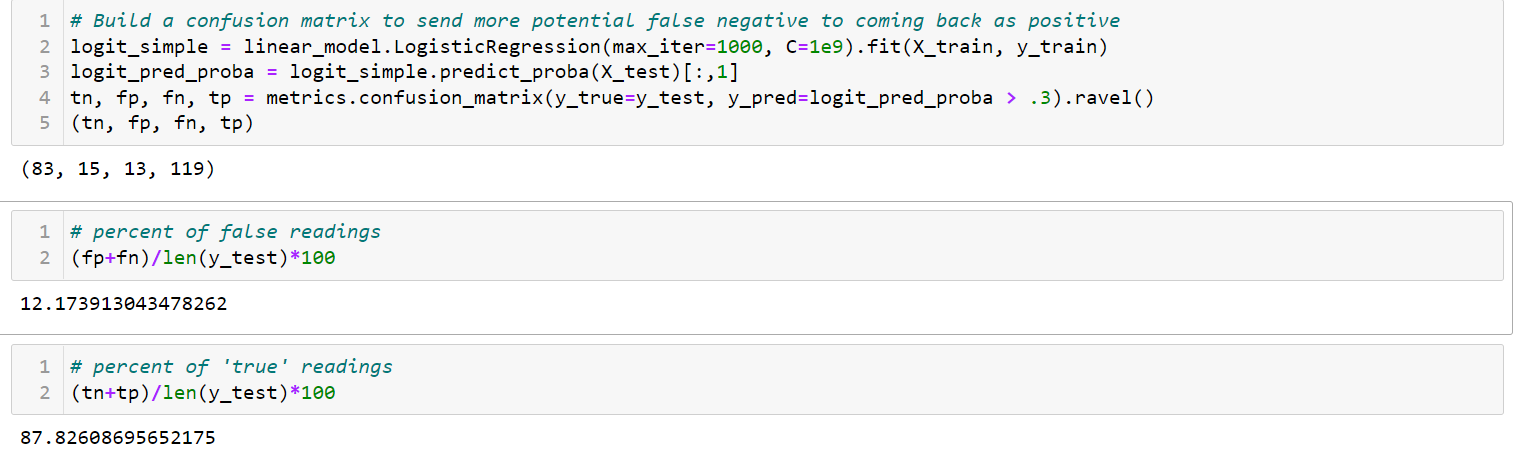 1 # Build a confusion matrix to send more potential false negative to coming back as positive
2 logit_simple = linear_model.LogisticRegression(max_iter=1000, C=1e9).fit(X_train, y_train)
3 logit_pred_proba = logit_simple.predict_proba(X_test)[:,1]
4 tn, fp, fn, tp = metrics.confusion_matrix(y_true=y_test, y_pred=logit_pred_proba > .3).ravel()
5 (tn, fp, fn, tp)
(83, 15, 13, 119)
1 # percent of false readings
2 (fp+fn)/len(y_test)*100
12.173913043478262
1 # percent of 'true' readings
2 (tn+tp)/len(y_test)*100
87.82608695652175